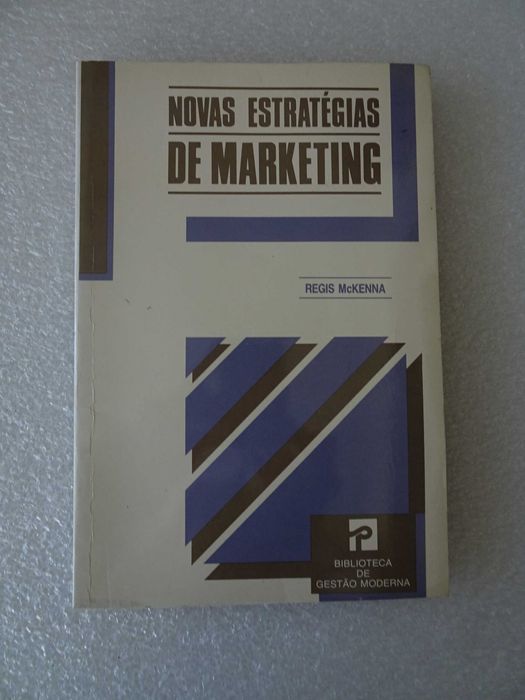 NOVAS ESTRATÉGIAS
DE MARKETING
REGIS McKENNA
BIBLIOTECA
DE
GESTÃO MODERNA